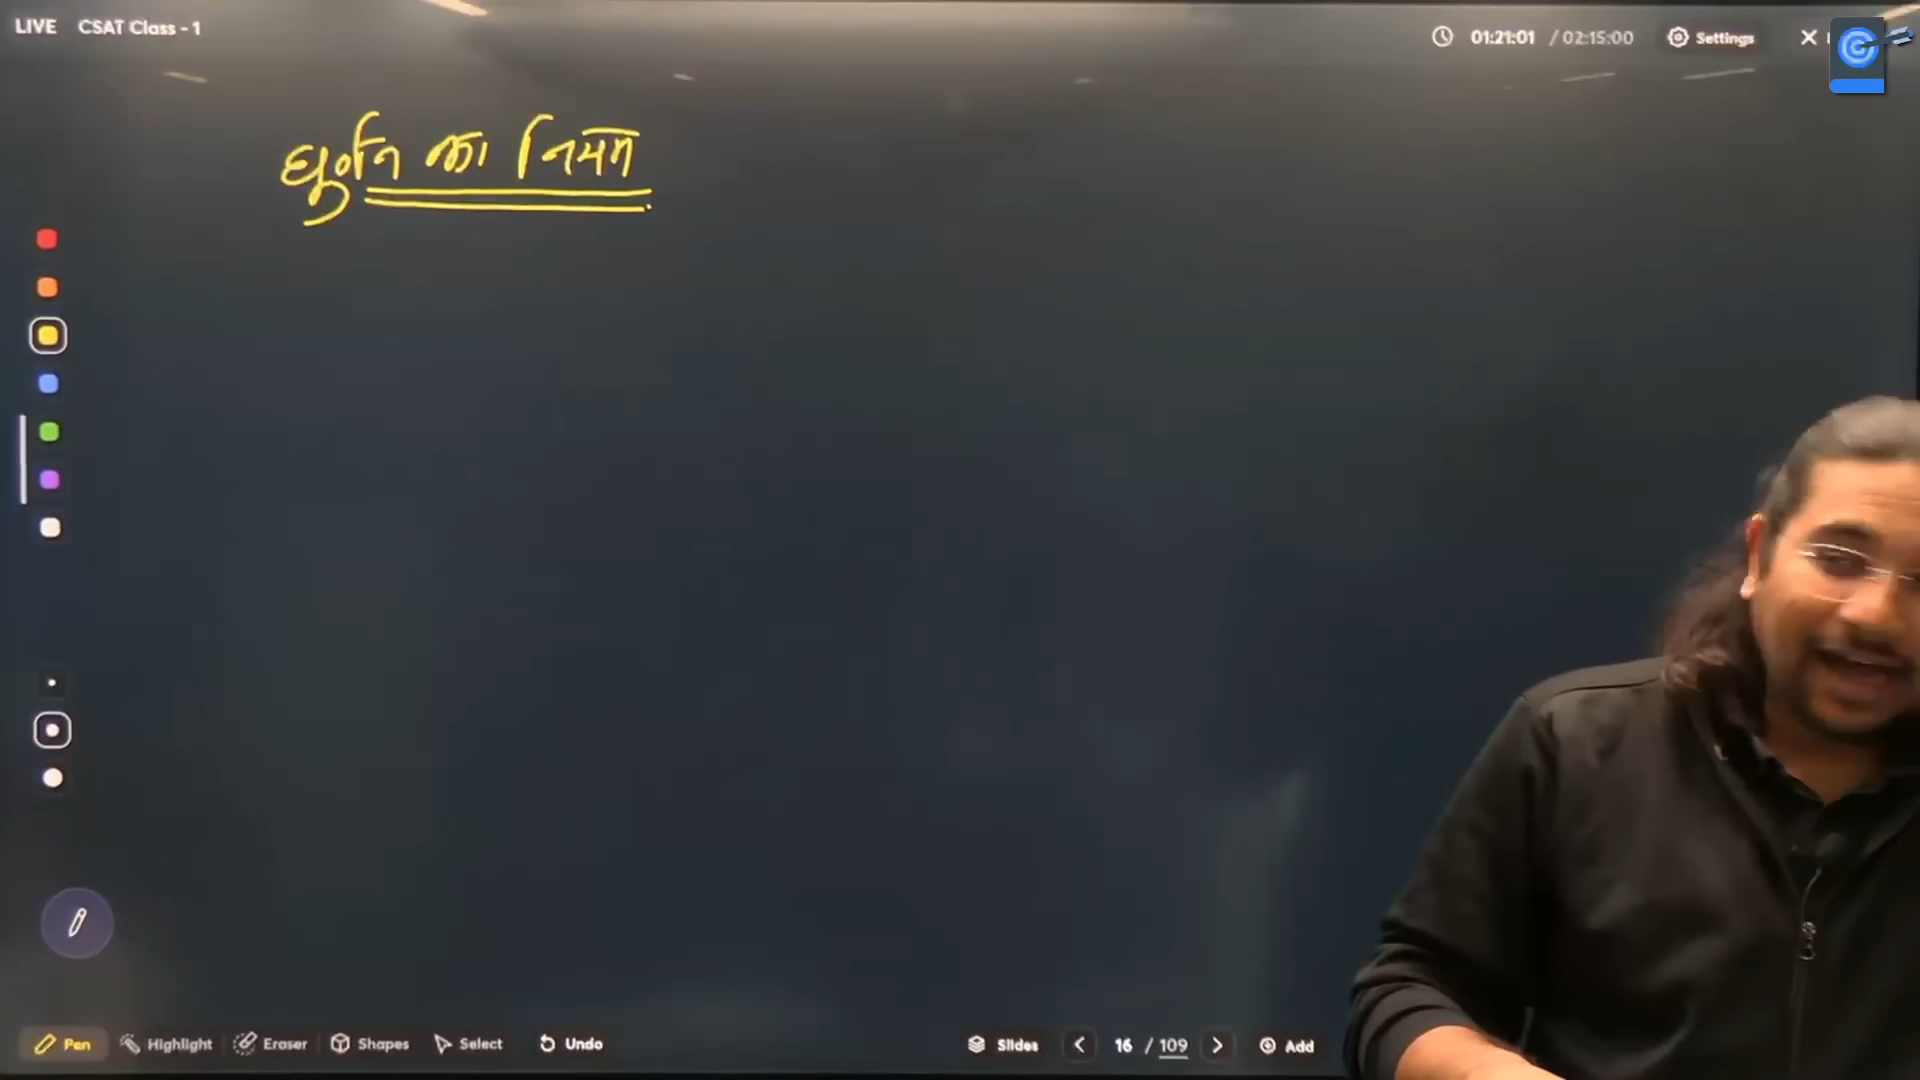 LIVE CSAT Class - 1 01:21:01 / 02:15:00 Settings
का नियम
Pen Highlight Eraser Shapes Select Undo Slides 16 / 109 Add